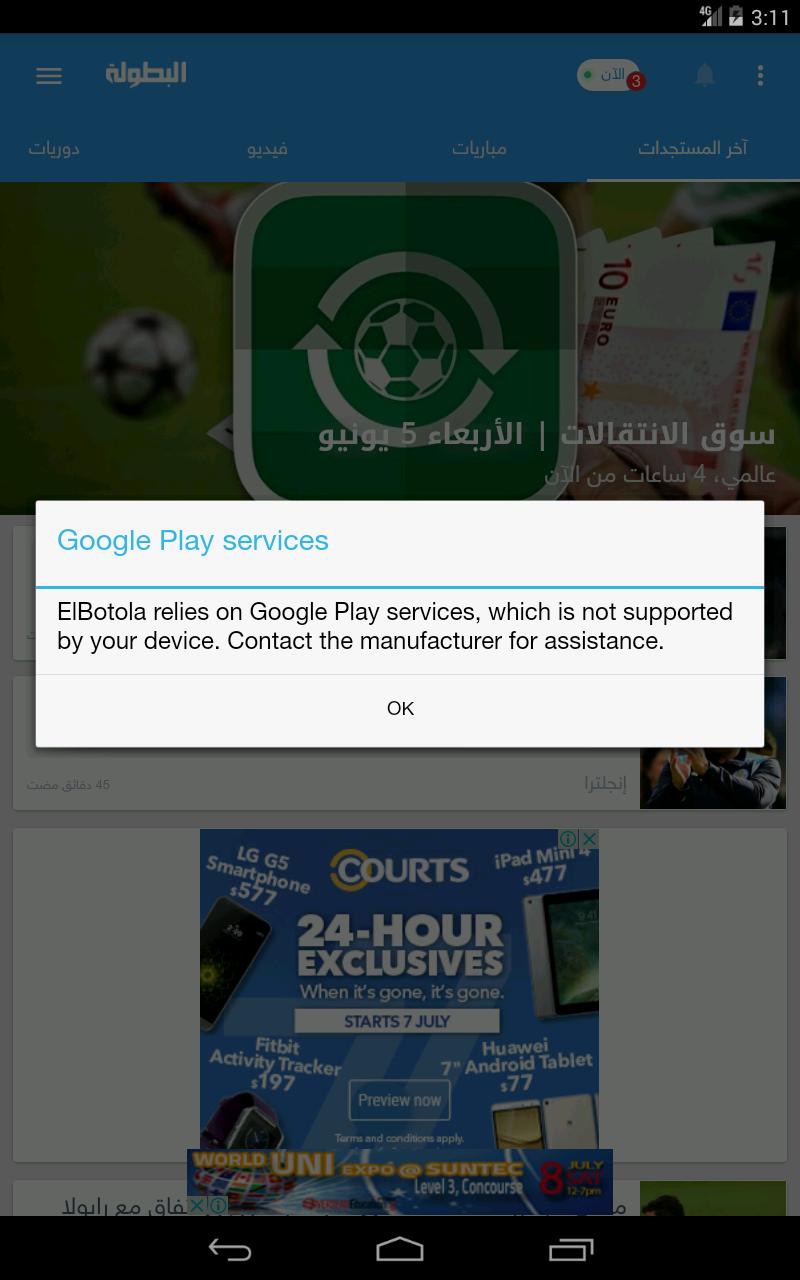 4G 3:11
البطولة
الآن
3
آخر المستجدات
مباريات
فيديو
دوريات
10 EURO
سوق الانتقالات | الأربعاء 5 يونيو
عالمي، 4 ساعات من الآن
Google Play services
ElBotola relies on Google Play services, which is not supported
by your device. Contact the manufacturer for assistance.
OK
إنجلترا
45 دقائق مضت
COURTS
LG G5
Smartphone
$577
iPad Mini 4
$477
24-HOUR
EXCLUSIVES
When it's gone, it's gone.
STARTS 7 JULY
Fitbit
Activity Tracker
$197
Huawei
7" Android Tablet
$77
Preview now
Terms and conditions apply.
WORLD UNI EXPO @ SUNTEC
Level 3, Concourse
8 JULY
SAT
12-7pm
مع رابولا